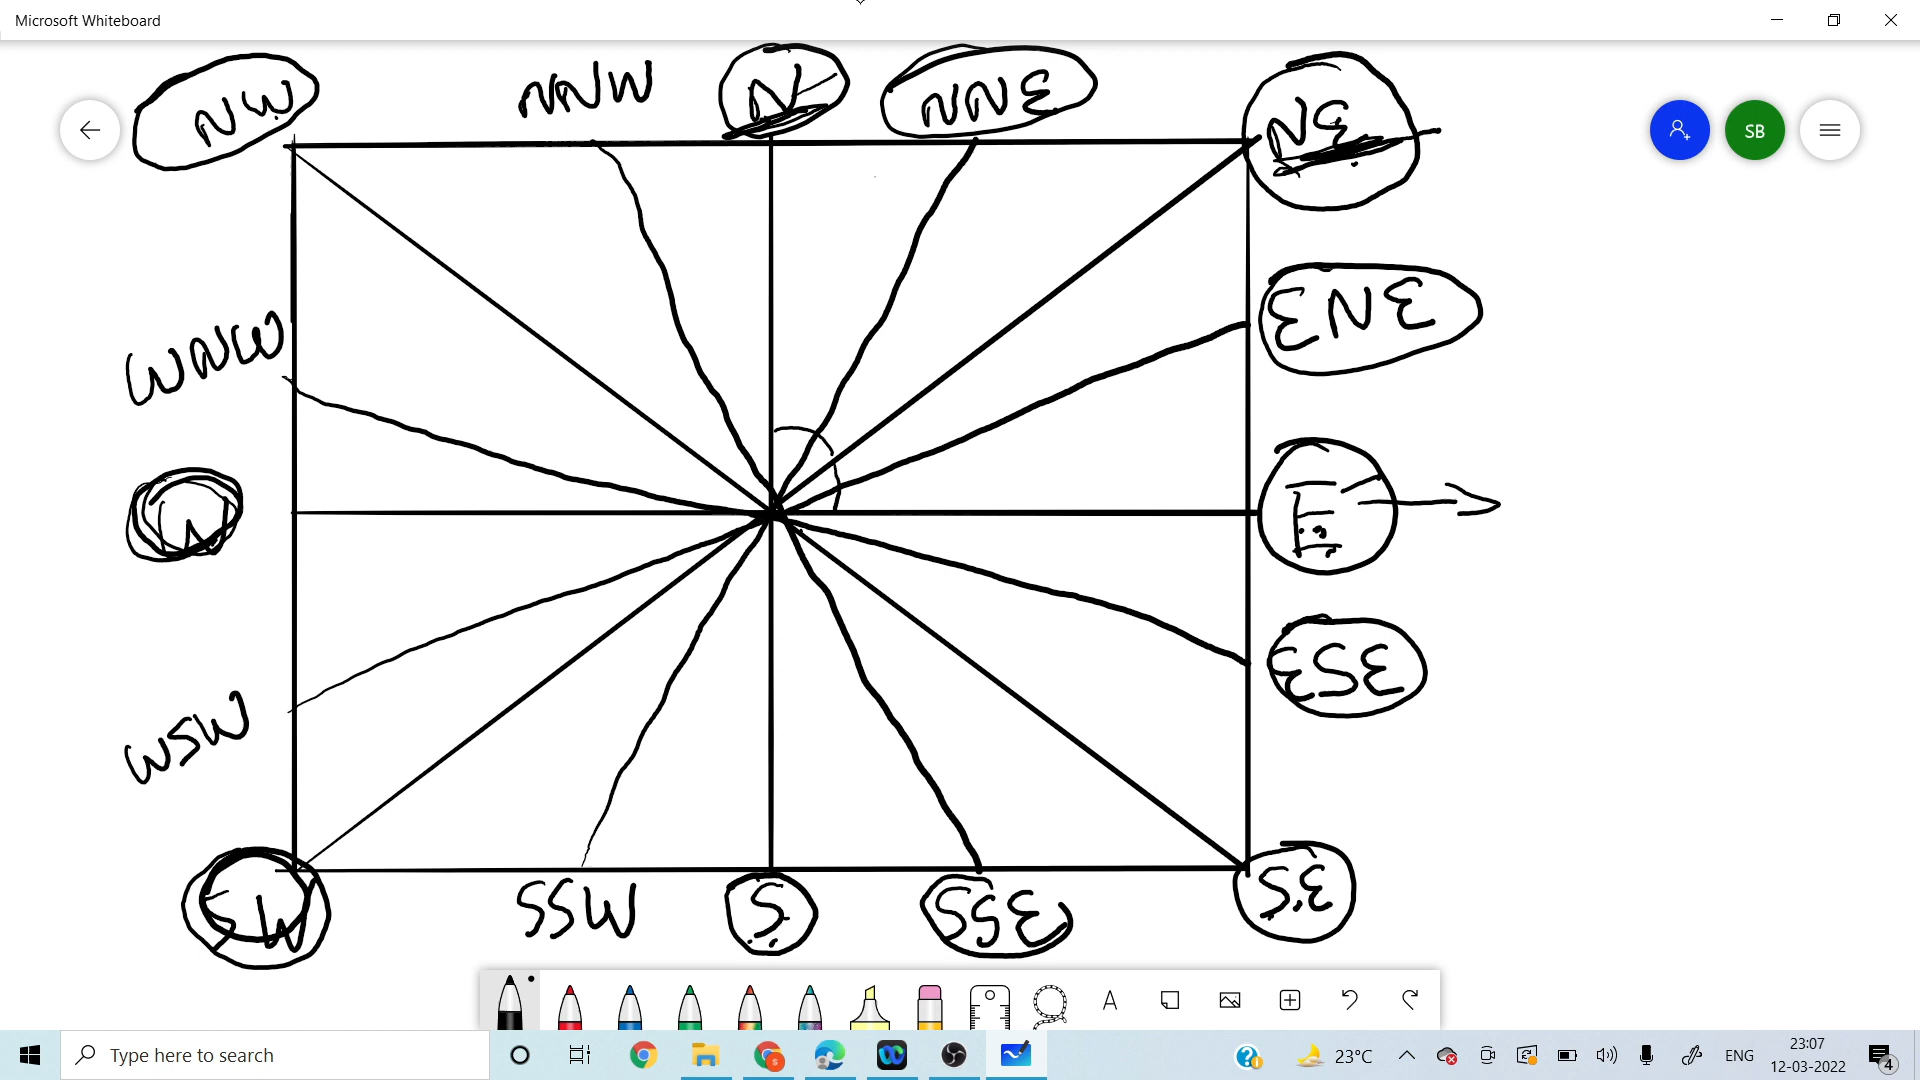 Microsoft Whiteboard
NW
NNW
N
NNE
NE
SB
WNW
ENE
W
E
WSW
ESE
SW
SSW
S
SSE
S.E
A
Type here to search
23°C
ENG
23:07
12-03-2022
4